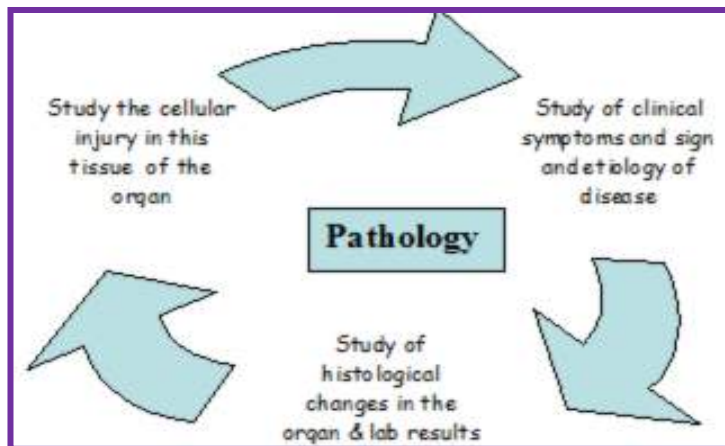 Study the cellular
injury in this
tissue of the
organ
Study of clinical
symptoms and sign
and etiology of
disease
Pathology
Study of
histological
changes in the
organ & lab results